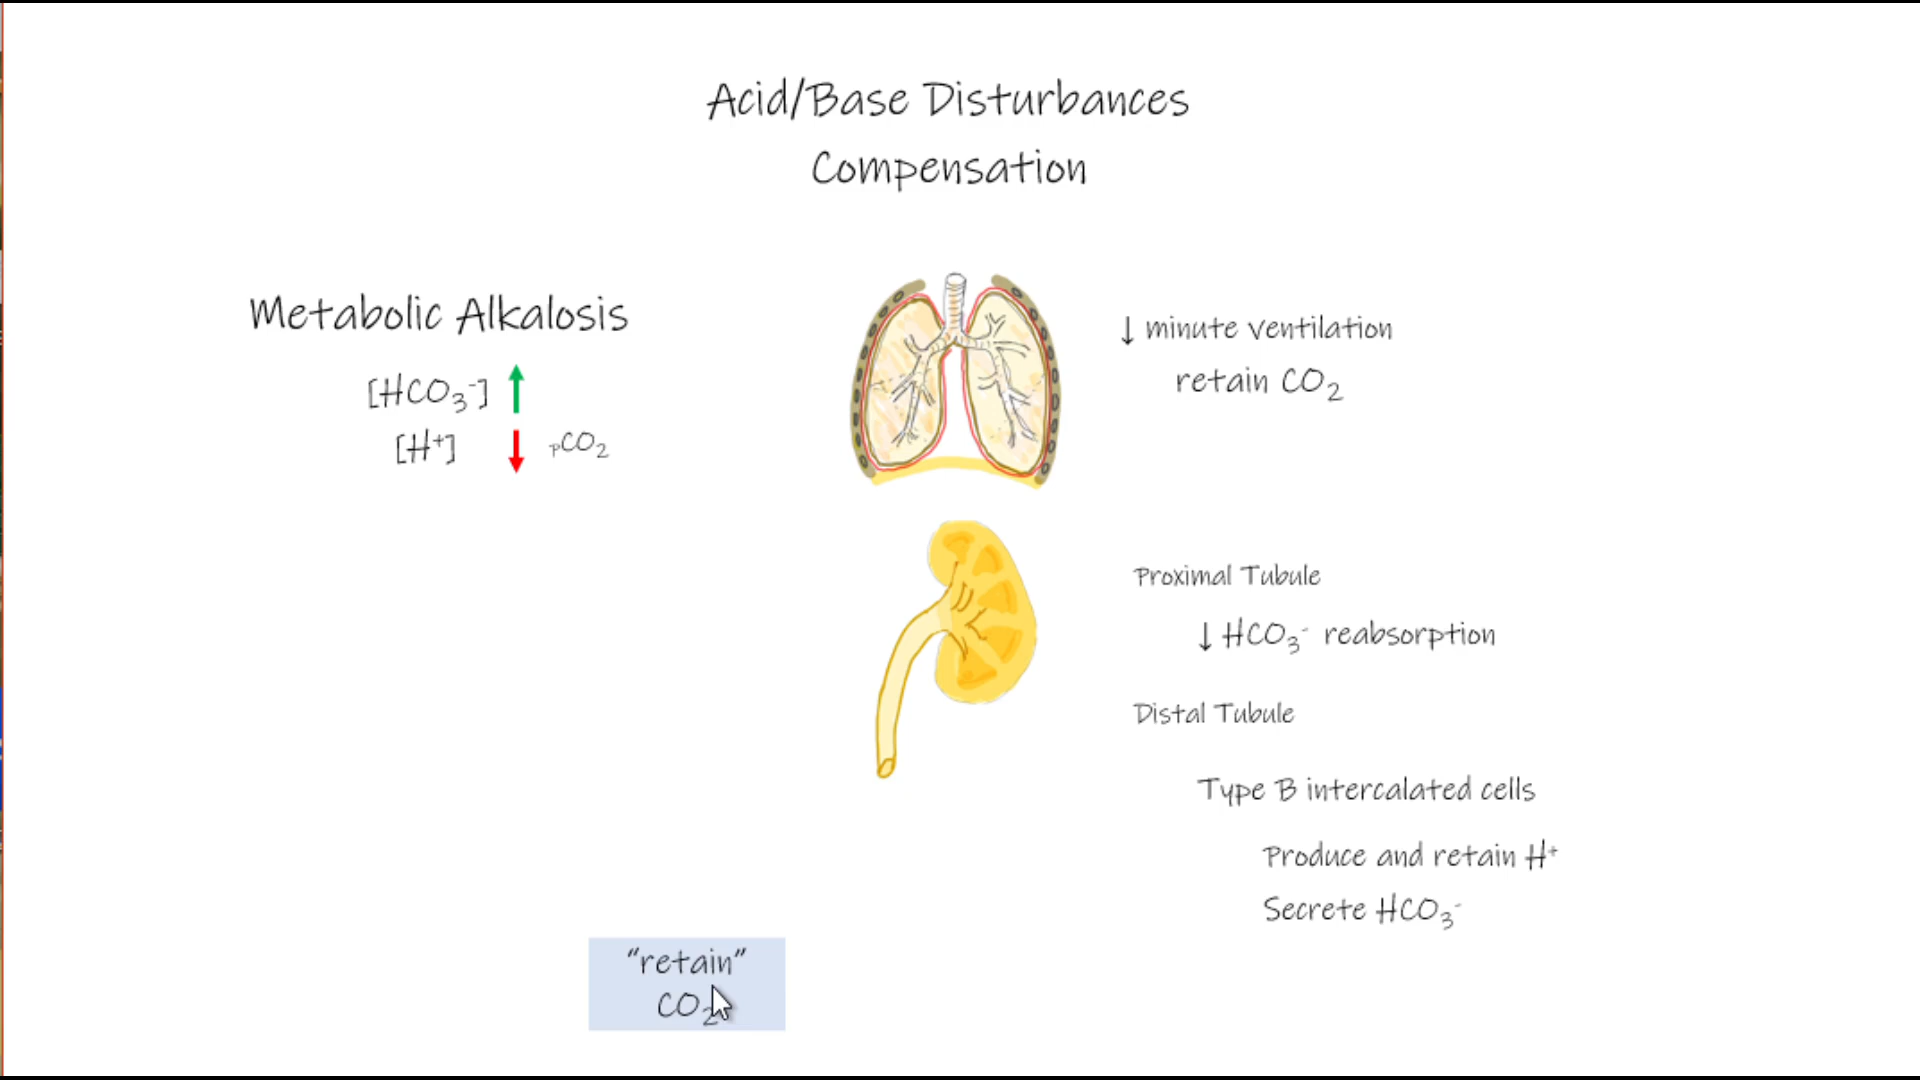 Acid/Base Disturbances
Compensation
Metabolic Alkalosis
[HCO₃⁻] ↑
[H⁺] ↓ pCO₂
↓ minute ventilation
retain CO₂
Proximal Tubule
↓ HCO₃⁻ reabsorption
Distal Tubule
Type B intercalated cells
Produce and retain H⁺
Secrete HCO₃⁻
“retain”
CO₂